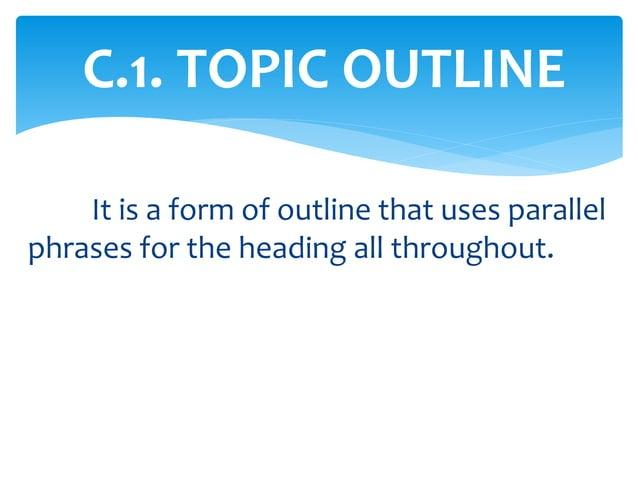 C.1. TOPIC OUTLINE
It is a form of outline that uses parallel
phrases for the heading all throughout.